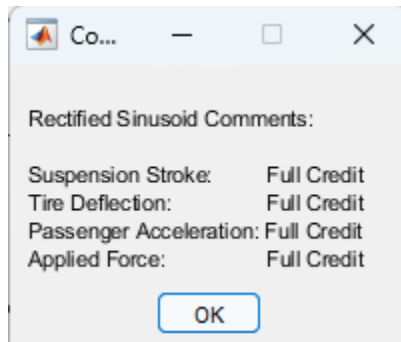 Co...
Rectified Sinusoid Comments:
Suspension Stroke: Full Credit
Tire Deflection: Full Credit
Passenger Acceleration: Full Credit
Applied Force: Full Credit
OK